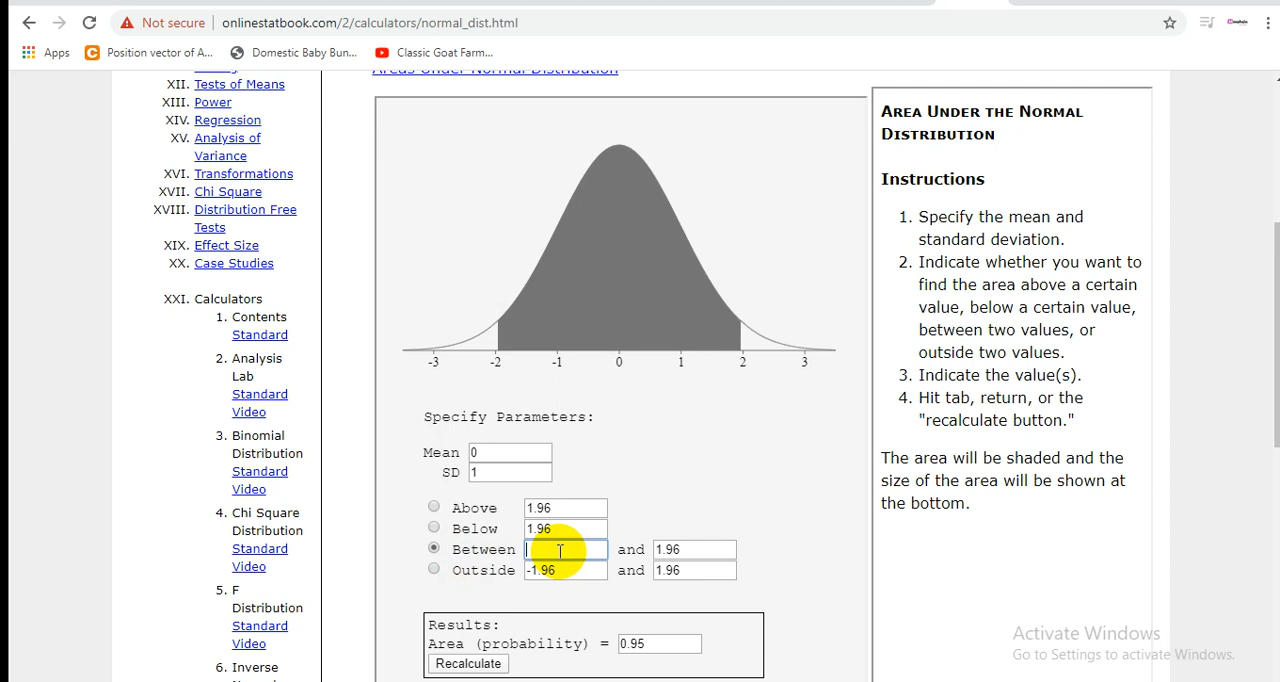 Not secure | onlinestatbook.com/2/calculators/normal_dist.html
Apps Position vector of A... Domestic Baby Bun... Classic Goat Farm...
XII. Tests of Means
XIII. Power
XIV. Regression
XV. Analysis of
Variance
XVI. Transformations
XVII. Chi Square
XVIII. Distribution Free
Tests
XIX. Effect Size
XX. Case Studies
XXI. Calculators
1. Contents
Standard
2. Analysis
Lab
Standard
Video
3. Binomial
Distribution
Standard
Video
4. Chi Square
Distribution
Standard
Video
5. F
Distribution
Standard
Video
6. Inverse
Areas Under Normal Distribution
-3 -2 -1 0 1 2 3
Specify Parameters:
Mean 0
SD 1
Above 1.96
Below 1.96
Between and 1.96
Outside -1.96 and 1.96
Results:
Area (probability) = 0.95
Recalculate
AREA UNDER THE NORMAL
DISTRIBUTION
Instructions
1. Specify the mean and
standard deviation.
2. Indicate whether you want to
find the area above a certain
value, below a certain value,
between two values, or
outside two values.
3. Indicate the value(s).
4. Hit tab, return, or the
"recalculate button."
The area will be shaded and the
size of the area will be shown at
the bottom.
Activate Windows
Go to Settings to activate Windows.